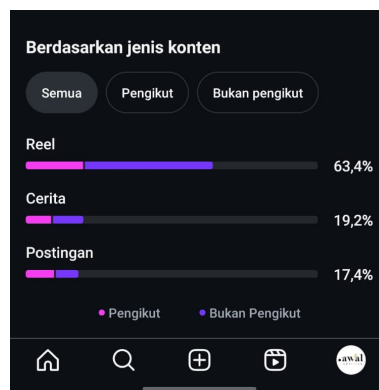 Berdasarkan jenis konten
Semua Pengikut Bukan pengikut
Reel
63,4%
Cerita
19,2%
Postingan
17,4%
Pengikut Bukan Pengikut
awal